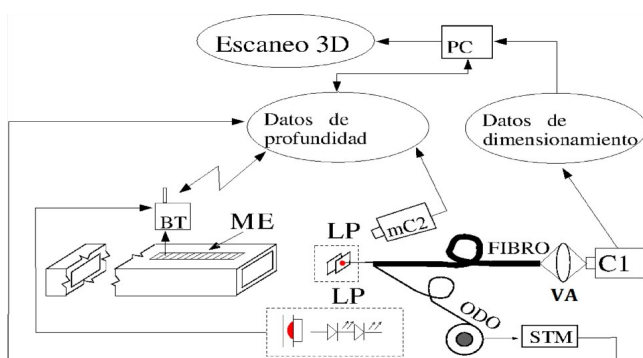 Escaneo 3D
PC
Datos de
profundidad
Datos de
dimensionamiento
BT
ME
LP
mC2
FIBRO
C1
VA
LP
ODO
STM